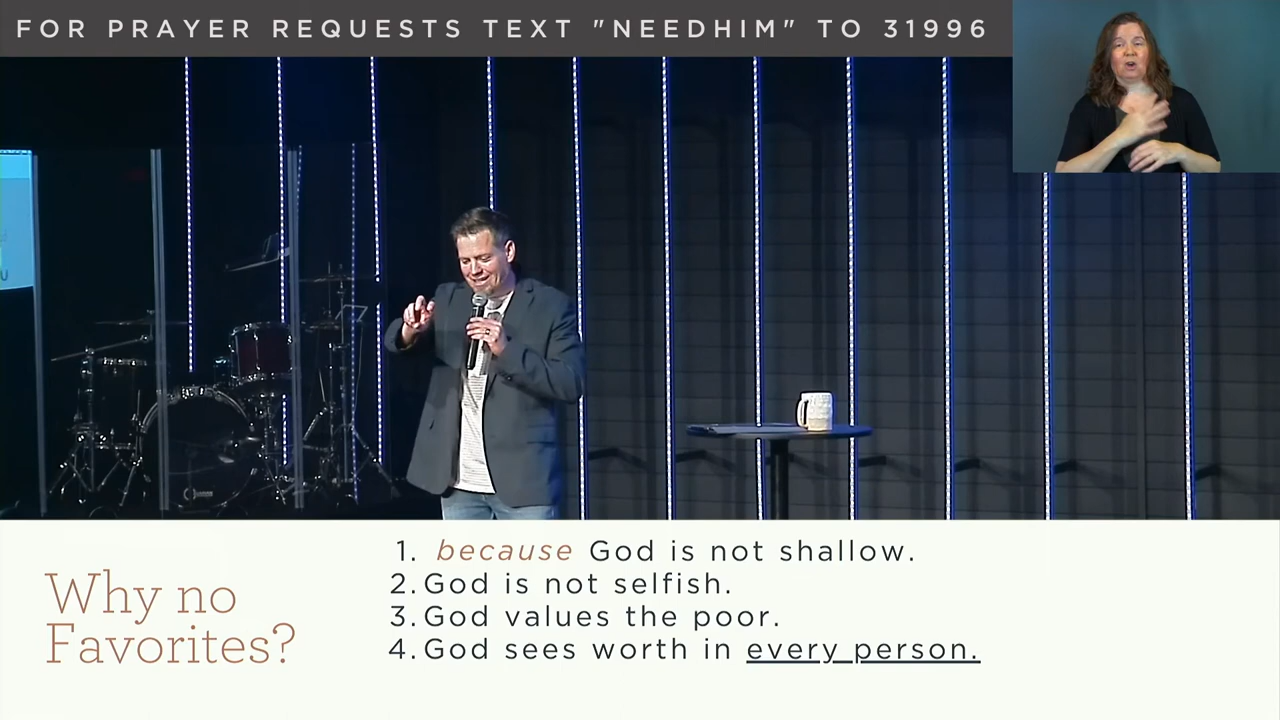 FOR PRAYER REQUESTS TEXT "NEEDHIM" TO 31996
Why no
Favorites?
1. because God is not shallow.
2. God is not selfish.
3. God values the poor.
4. God sees worth in every person.